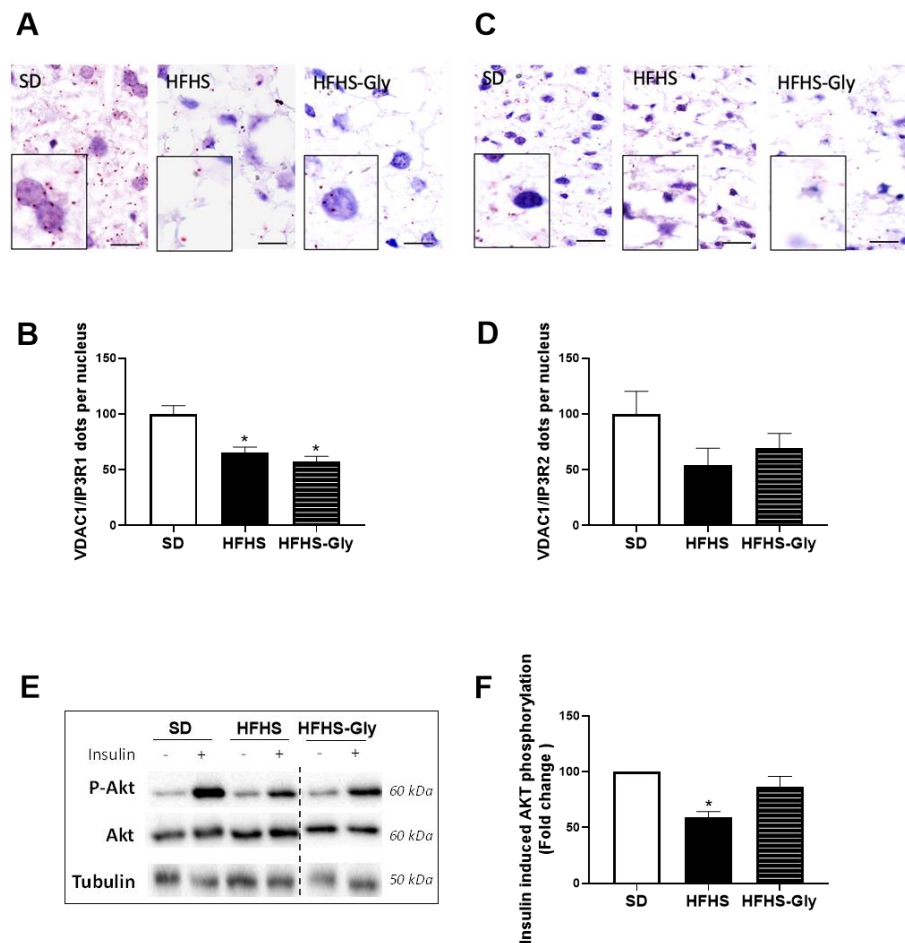 A
C
SD
HFHS
HFHS-Gly
SD
HFHS
HFHS-Gly
B
VDAC1/IP3R1 dots per nucleus
150
100
50
0
SD HFHS HFHS-Gly
D
VDAC1/IP3R2 dots per nucleus
150
100
50
0
SD HFHS HFHS-Gly
* *
E
SD HFHS HFHS-Gly
Insulin - + - + - +
P-Akt 60 kDa
Akt 60 kDa
Tubulin 50 kDa
F
Insulin induced AKT phosphorylation
(Fold change )
150
100
50
0
*
SD HFHS HFHS-Gly